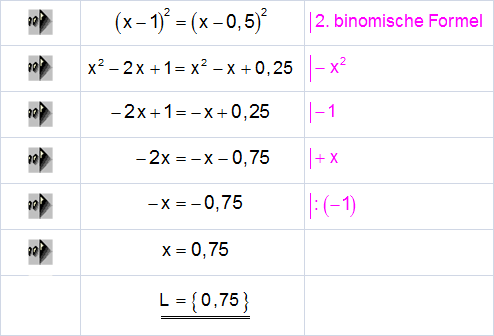 (x − 1)² = (x − 0,5)² | 2. binomische Formel
x² − 2x + 1 = x² − x + 0,25 | − x²
− 2x + 1 = − x + 0,25 | − 1
− 2x = − x − 0,75 | + x
− x = − 0,75 | : (− 1)
x = 0,75
L = { 0,75 }